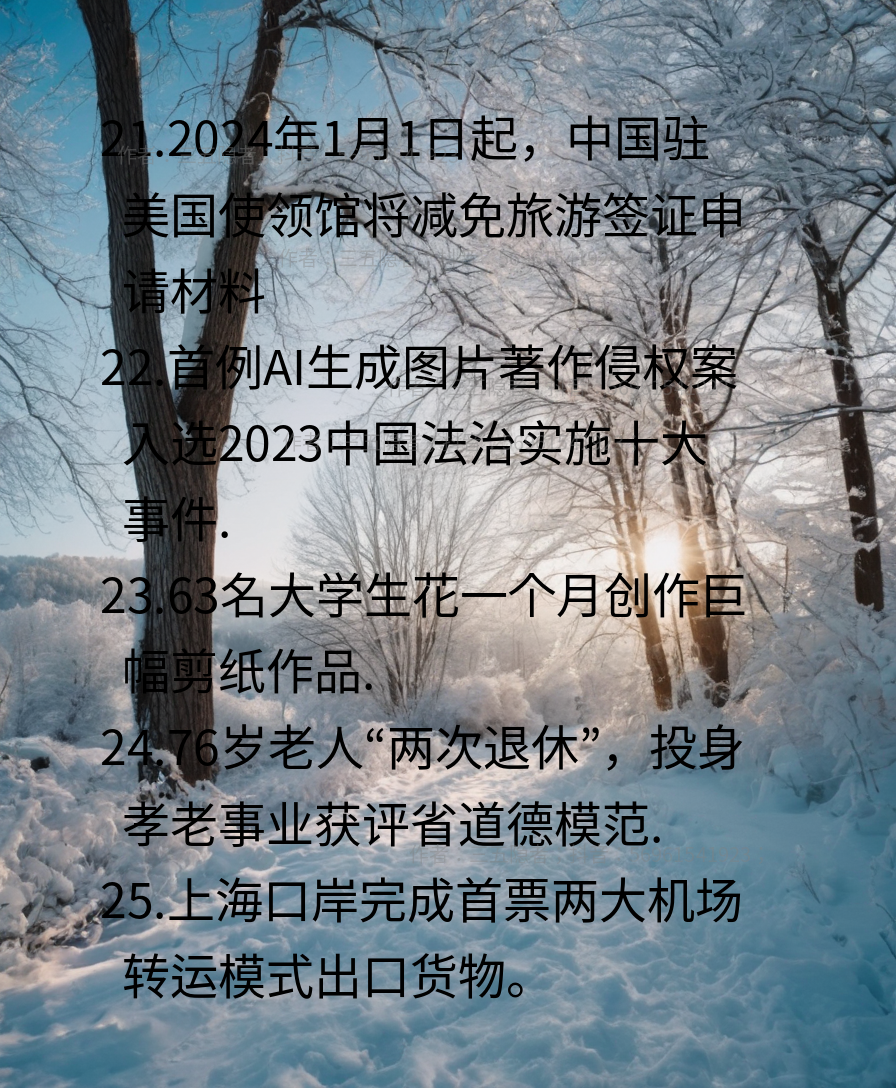 21.2024年1月1日起，中国驻
美国使领馆将减免旅游签证申
请材料
22.首例AI生成图片著作侵权案
入选2023中国法治实施十大
事件.
23.63名大学生花一个月创作巨
幅剪纸作品.
24.76岁老人“两次退休”，投身
孝老事业获评省道德模范.
25.上海口岸完成首票两大机场
转运模式出口货物。